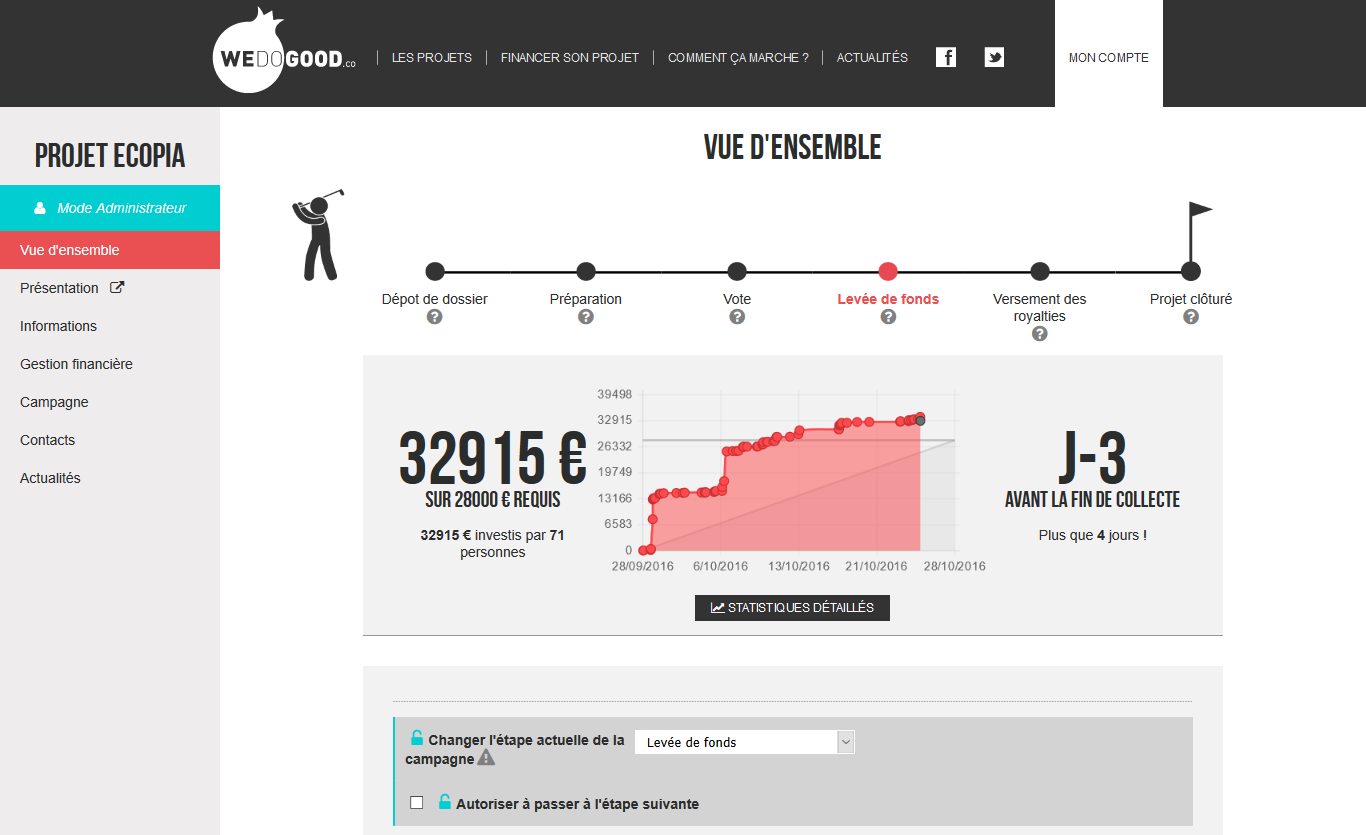 WEDOGOOD.co
LES PROJETS
FINANCER SON PROJET
COMMENT ÇA MARCHE ?
ACTUALITÉS
MON COMPTE
PROJET ECOPIA
Mode Administrateur
Vue d'ensemble
Présentation
Informations
Gestion financière
Campagne
Contacts
Actualités
VUE D'ENSEMBLE
Dépot de dossier
?
Préparation
?
Vote
?
Levée de fonds
?
Versement des
royalties
?
Projet clôturé
?
32915 €
SUR 28000 € REQUIS
32915 € investis par 71
personnes
39498
32915
26332
19749
13166
6583
0
28/09/2016 6/10/2016 13/10/2016 21/10/2016 28/10/2016
J-3
AVANT LA FIN DE COLLECTE
Plus que 4 jours !
STATISTIQUES DÉTAILLÉS
Changer l'étape actuelle de la
campagne
Levée de fonds
Autoriser à passer à l'étape suivante